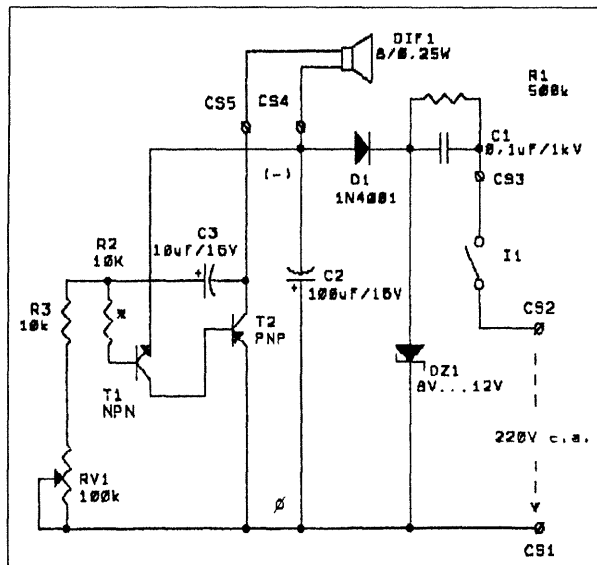 DIF1
8/0.25W
R1
500k
CS5
CS4
C1
0,1uF/1kV
(-)
D1
1N4001
CS3
C3
10uF/16V
R2
10K
I1
C2
100uF/16V
R3
10k
*
T2
PNP
CS2
T1
NPN
DZ1
8V...12V
220V c.a.
RV1
100k
Ø
CS1